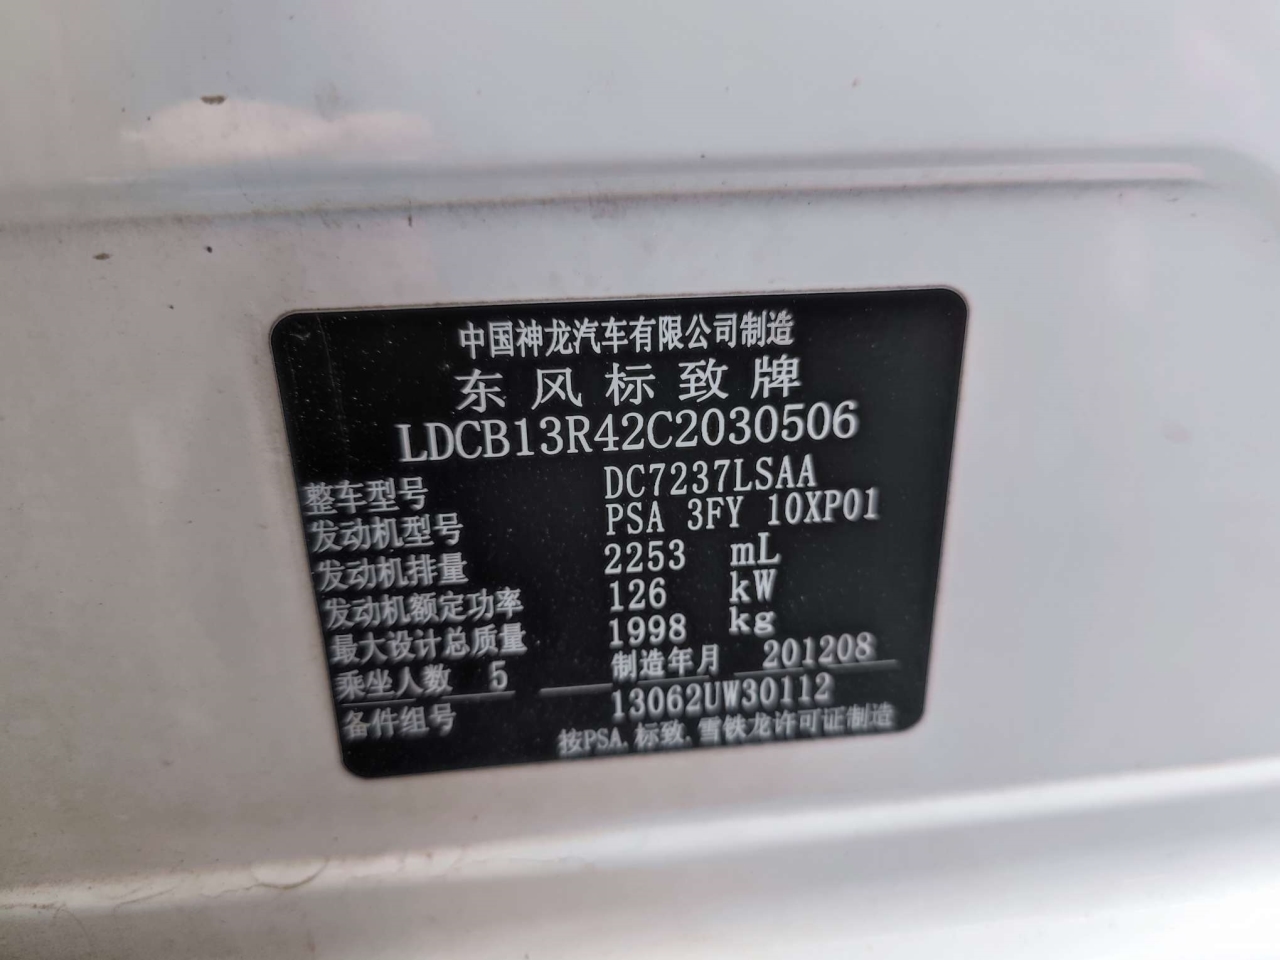 中国神龙汽车有限公司制造
东风标致牌
LDCB13R42C2030506
整车型号 DC7237LSAA
发动机型号 PSA 3FY 10XP01
发动机排量 2253 mL
发动机额定功率 126 kW
最大设计总质量 1998 kg
乘坐人数 5 制造年月 201208
备件组号 13062UW30112
按PSA.标致.雪铁龙许可证制造